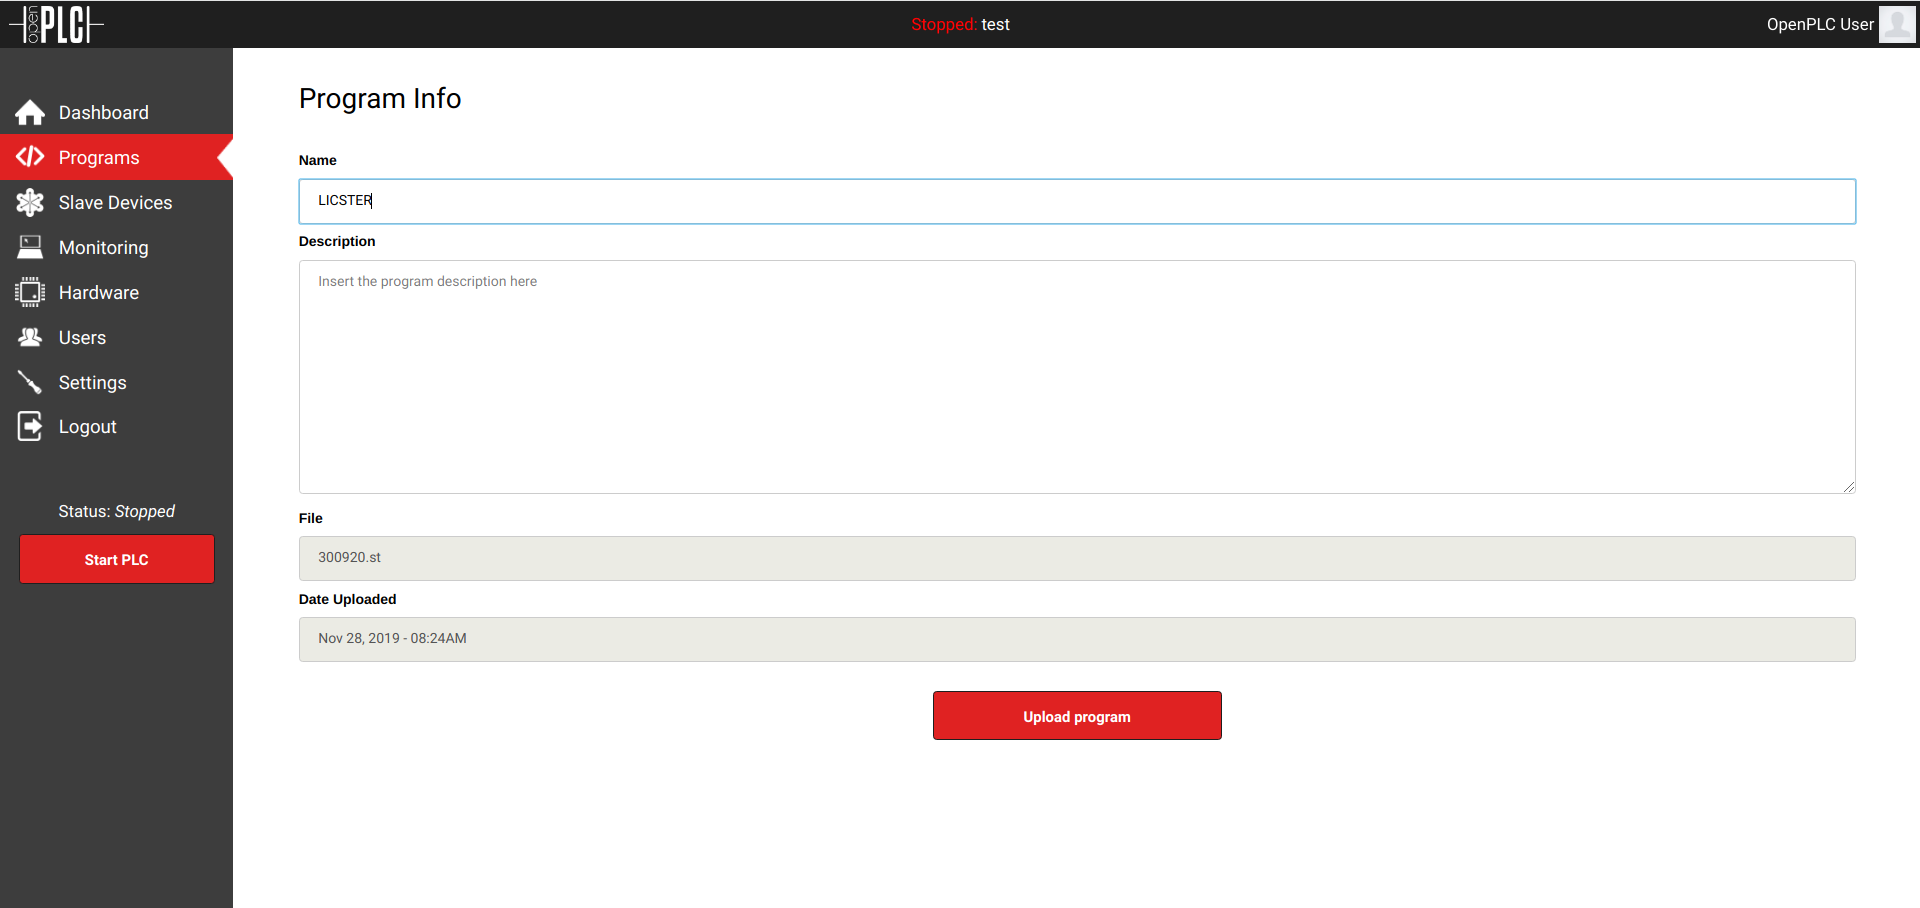 open PLC
Stopped: test
OpenPLC User
Dashboard
Programs
Slave Devices
Monitoring
Hardware
Users
Settings
Logout
Status: Stopped
Start PLC
Program Info
Name
LICSTER
Description
Insert the program description here
File
300920.st
Date Uploaded
Nov 28, 2019 - 08:24AM
Upload program